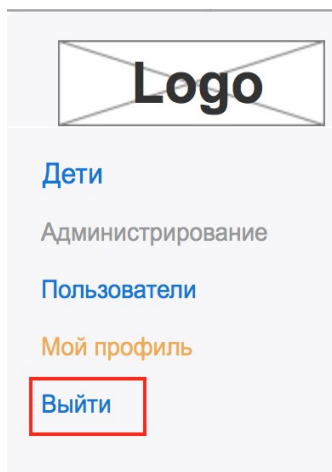 Logo
Дети
Администрирование
Пользователи
Мой профиль
Выйти